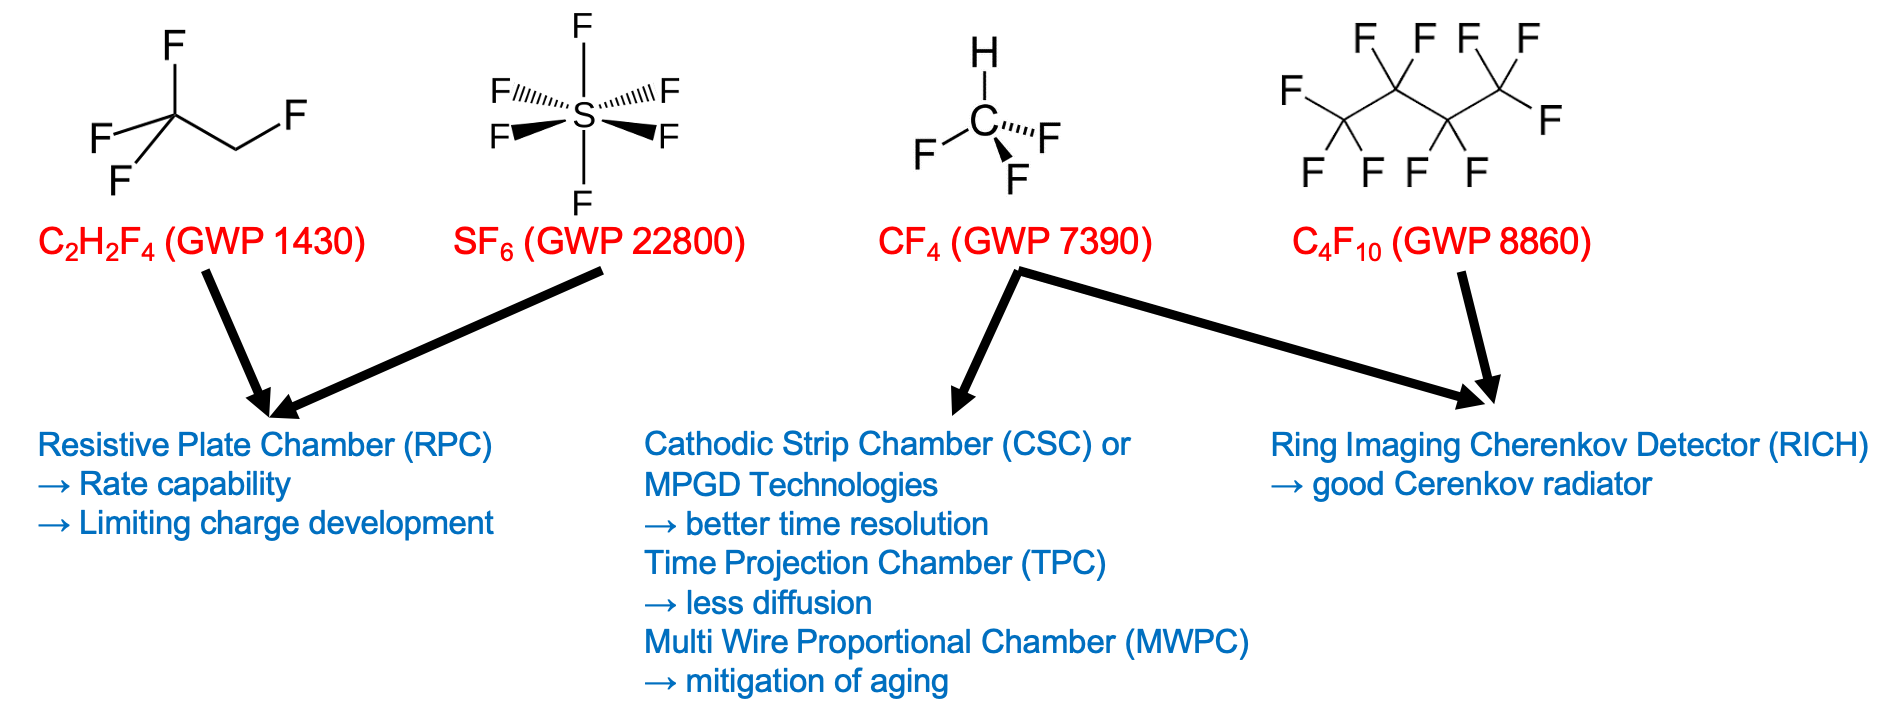 F
F
F
F
F
F
F
S
F
F
F
F
H
C
F
F
F
F
F
F
F
F
F
F
F
F
F
C₂H₂F₄ (GWP 1430)
SF₆ (GWP 22800)
CF₄ (GWP 7390)
C₄F₁₀ (GWP 8860)
Resistive Plate Chamber (RPC)
→ Rate capability
→ Limiting charge development
Cathodic Strip Chamber (CSC) or
MPGD Technologies
→ better time resolution
Time Projection Chamber (TPC)
→ less diffusion
Multi Wire Proportional Chamber (MWPC)
→ mitigation of aging
Ring Imaging Cherenkov Detector (RICH)
→ good Cerenkov radiator